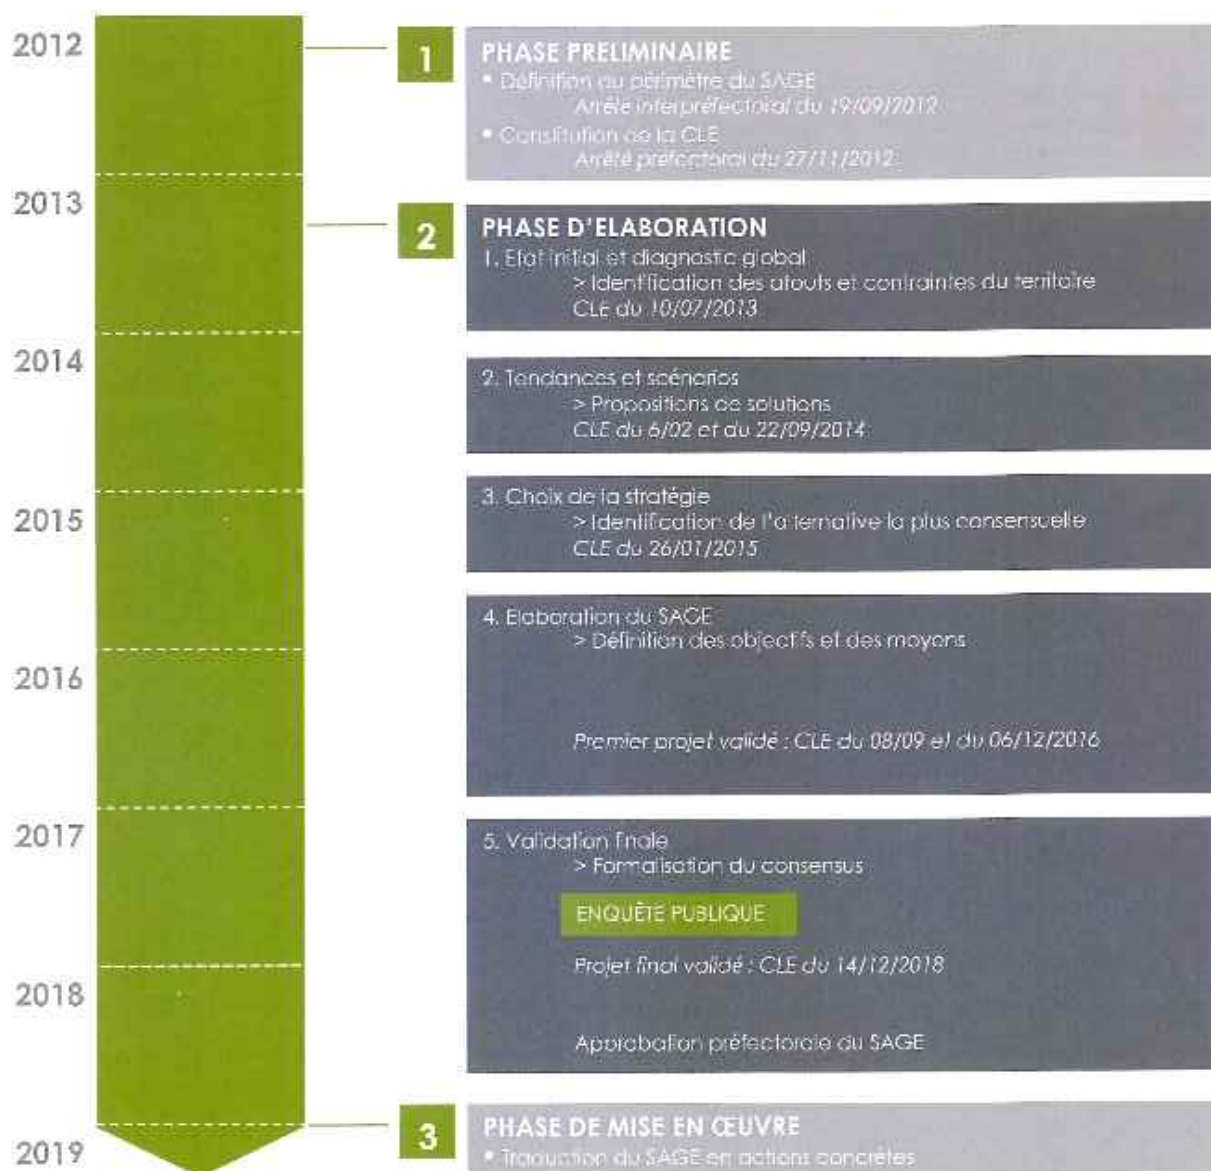 2012
1
PHASE PRELIMINAIRE
• Définition du périmètre du SAGE
Arrêté interpréfectoral du 19/09/2012
• Constitution de la CLE
Arrêté préfectoral du 27/11/2012
2013
2
PHASE D'ELABORATION
1. Etat initial et diagnostic global
> Identification des atouts et contraintes du territoire
CLE du 10/07/2013
2014
2. Tendances et scénarios
> Propositions de solutions
CLE du 6/02 et du 22/09/2014
2015
3. Choix de la stratégie
> Identification de l'alternative la plus consensuelle
CLE du 26/01/2015
4. Elaboration du SAGE
> Définition des objectifs et des moyens
2016
Premier projet validé : CLE du 08/09 et du 06/12/2016
2017
5. Validation finale
> Formalisation du consensus
ENQUÊTE PUBLIQUE
Projet final validé : CLE du 14/12/2018
2018
Approbation préfectorale du SAGE
3
PHASE DE MISE EN ŒUVRE
2019
• Traduction du SAGE en actions concrètes